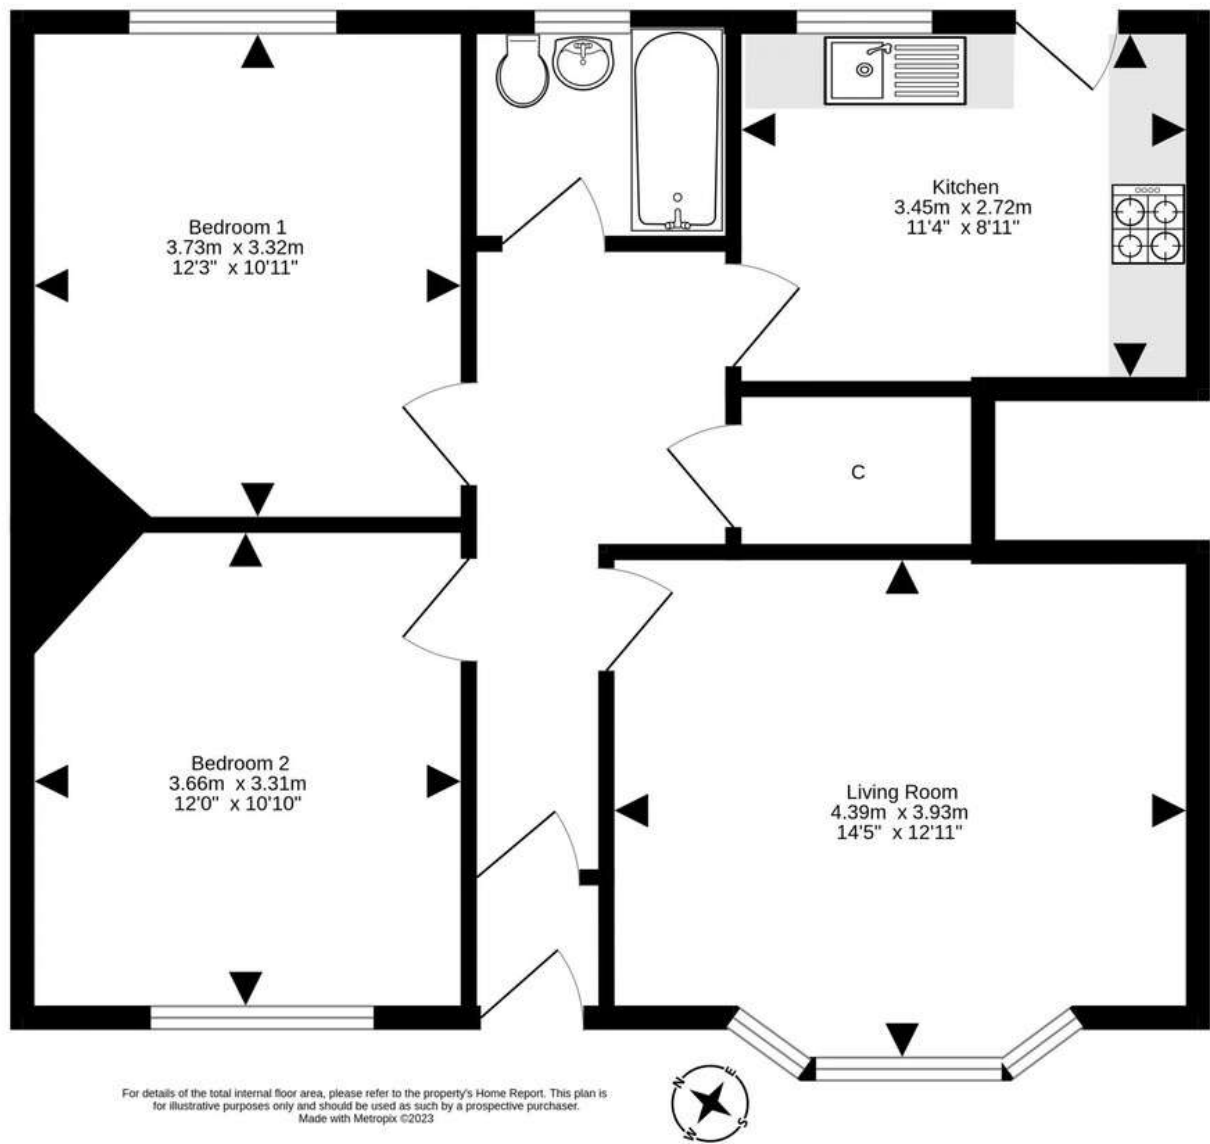 Bedroom 1
3.73m x 3.32m
12'3" x 10'11"
Kitchen
3.45m x 2.72m
11'4" x 8'11"
C
Bedroom 2
3.66m x 3.31m
12'0" x 10'10"
Living Room
4.39m x 3.93m
14'5" x 12'11"
For details of the total internal floor area, please refer to the property's Home Report. This plan is
for illustrative purposes only and should be used as such by a prospective purchaser.
Made with Metropix ©2023
N
E
W
S